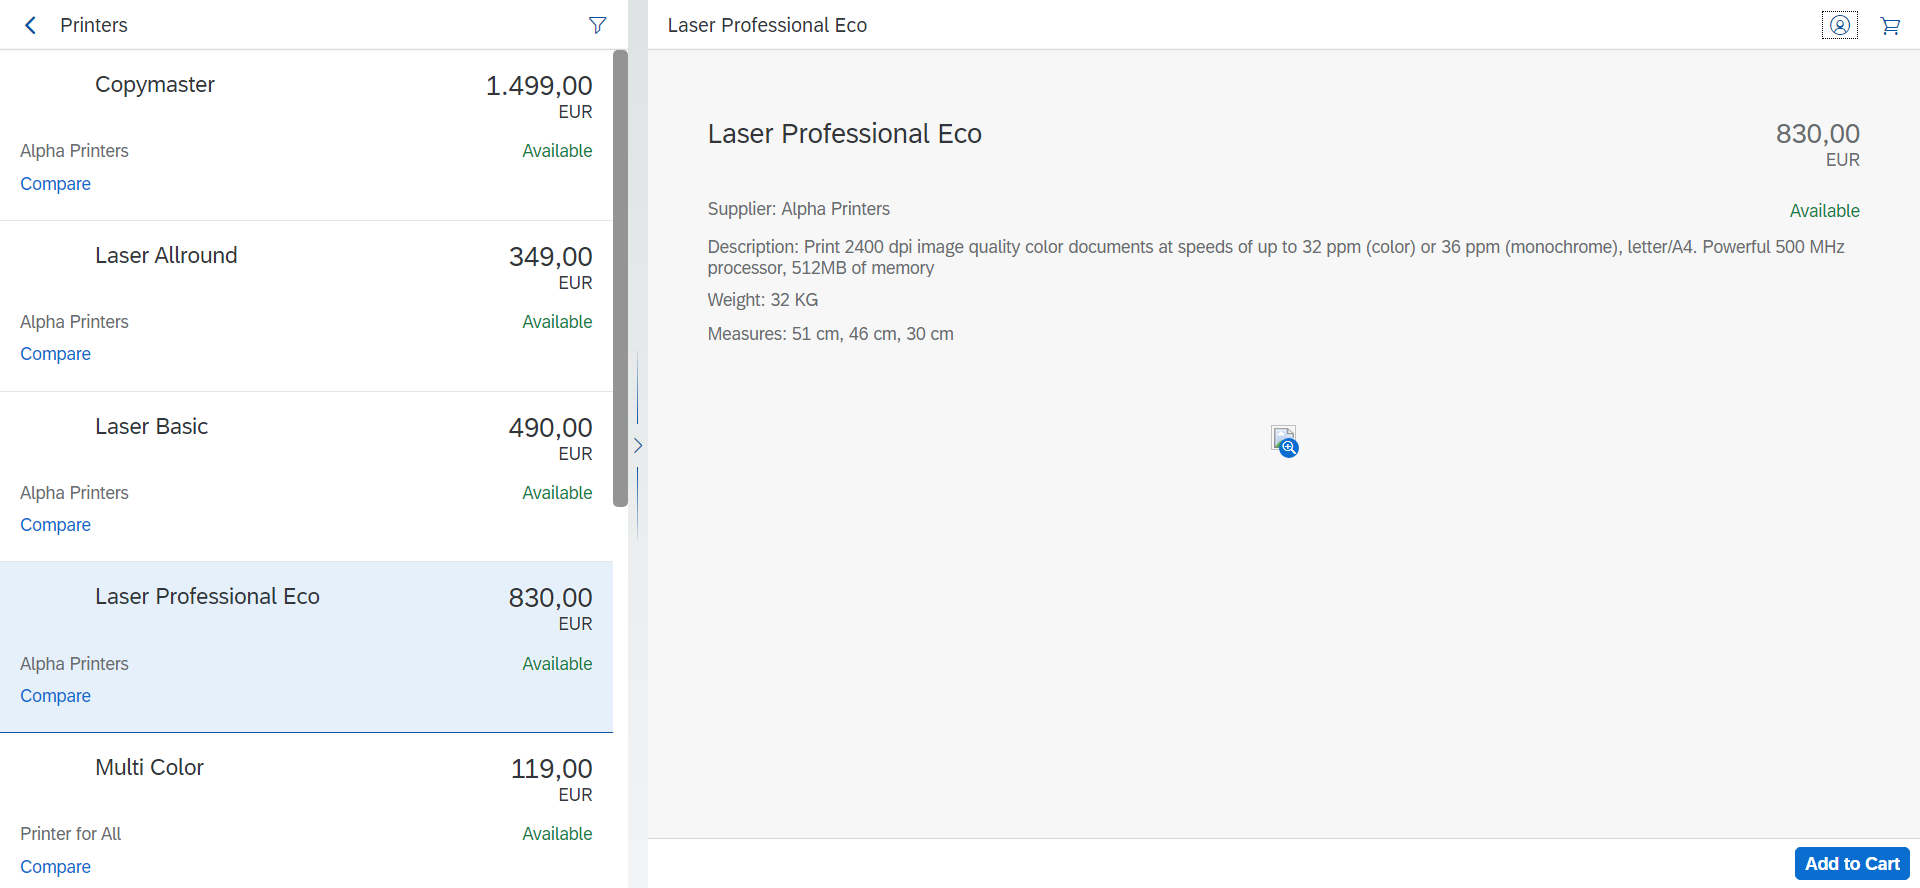 Printers
Copymaster
1.499,00
EUR
Alpha Printers
Available
Compare
Laser Allround
349,00
EUR
Alpha Printers
Available
Compare
Laser Basic
490,00
EUR
Alpha Printers
Available
Compare
Laser Professional Eco
830,00
EUR
Alpha Printers
Available
Compare
Multi Color
119,00
EUR
Printer for All
Available
Compare
Laser Professional Eco
Laser Professional Eco
830,00
EUR
Supplier: Alpha Printers
Available
Description: Print 2400 dpi image quality color documents at speeds of up to 32 ppm (color) or 36 ppm (monochrome), letter/A4. Powerful 500 MHz
processor, 512MB of memory
Weight: 32 KG
Measures: 51 cm, 46 cm, 30 cm
Add to Cart